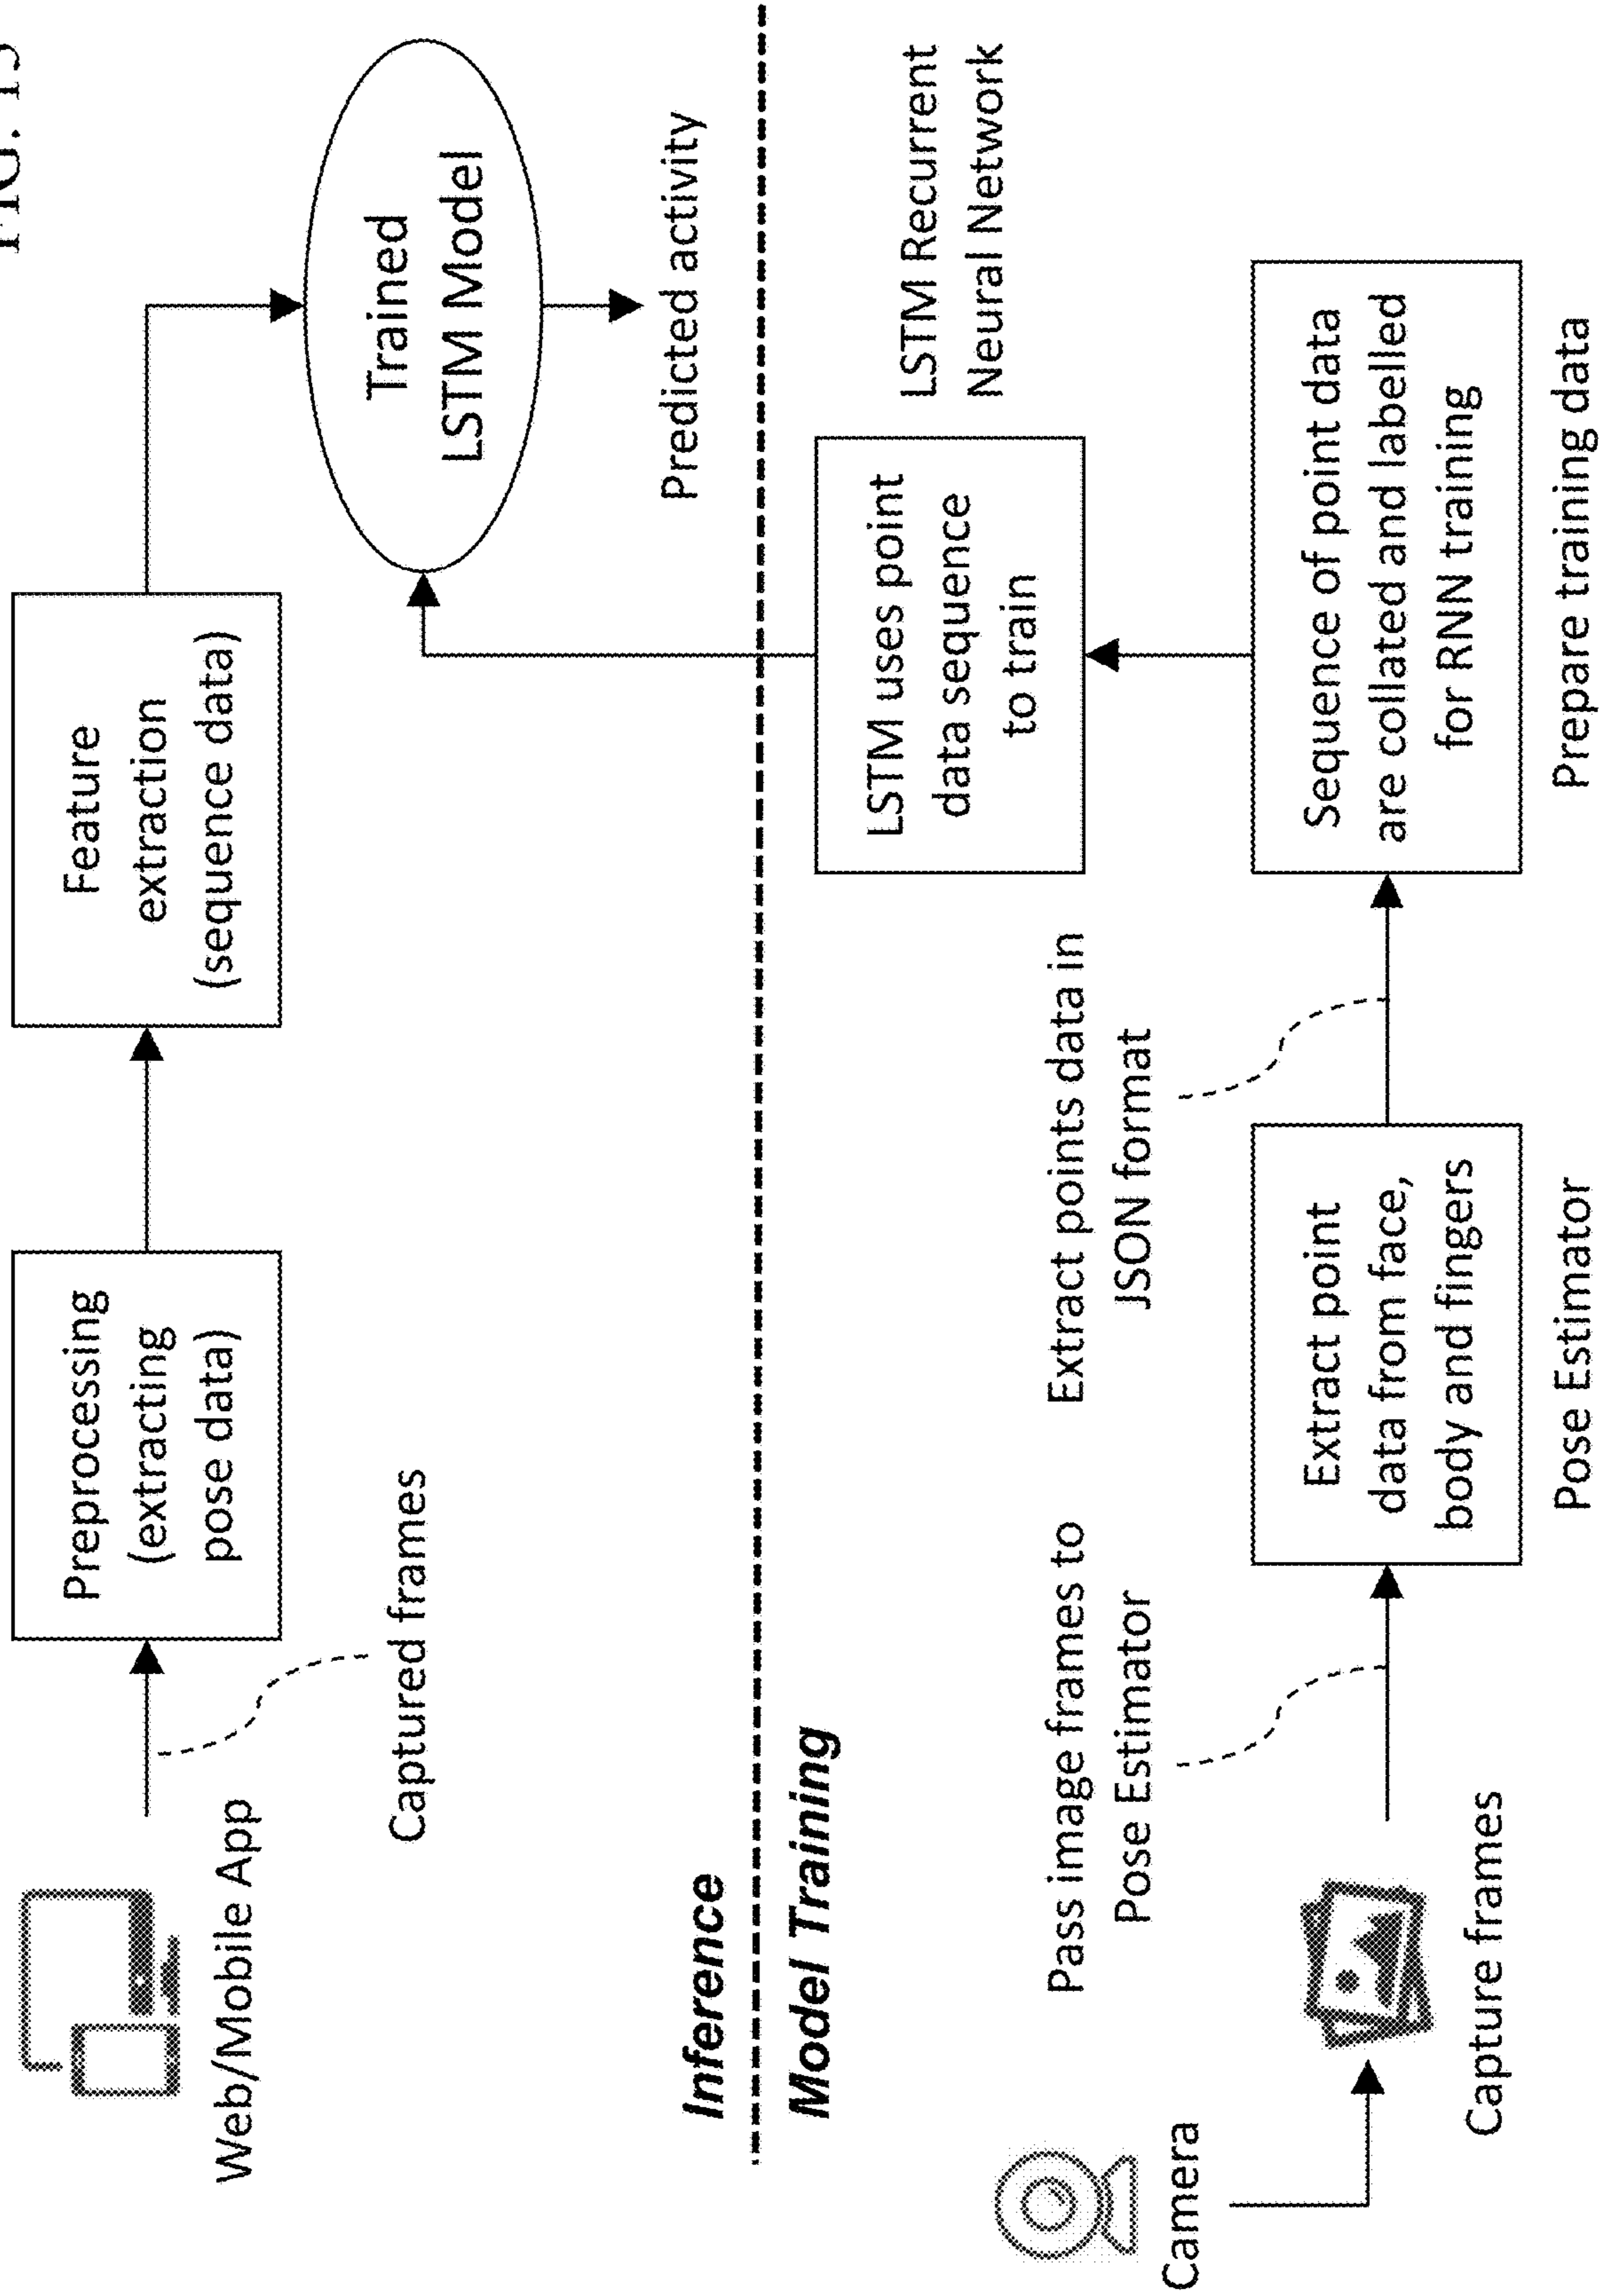 Web/Mobile App
Captured frames
Preprocessing
(extracting
pose data)
Feature
extraction
(sequence data)
Trained
LSTM Model
Predicted activity
Inference
Model Training
Camera
Capture frames
Pass image frames to
Pose Estimator
Extract point
data from face,
body and fingers
Pose Estimator
Extract points data in
JSON format
Sequence of point data
are collated and labelled
for RNN training
Prepare training data
LSTM uses point
data sequence
to train
LSTM Recurrent
Neural Network